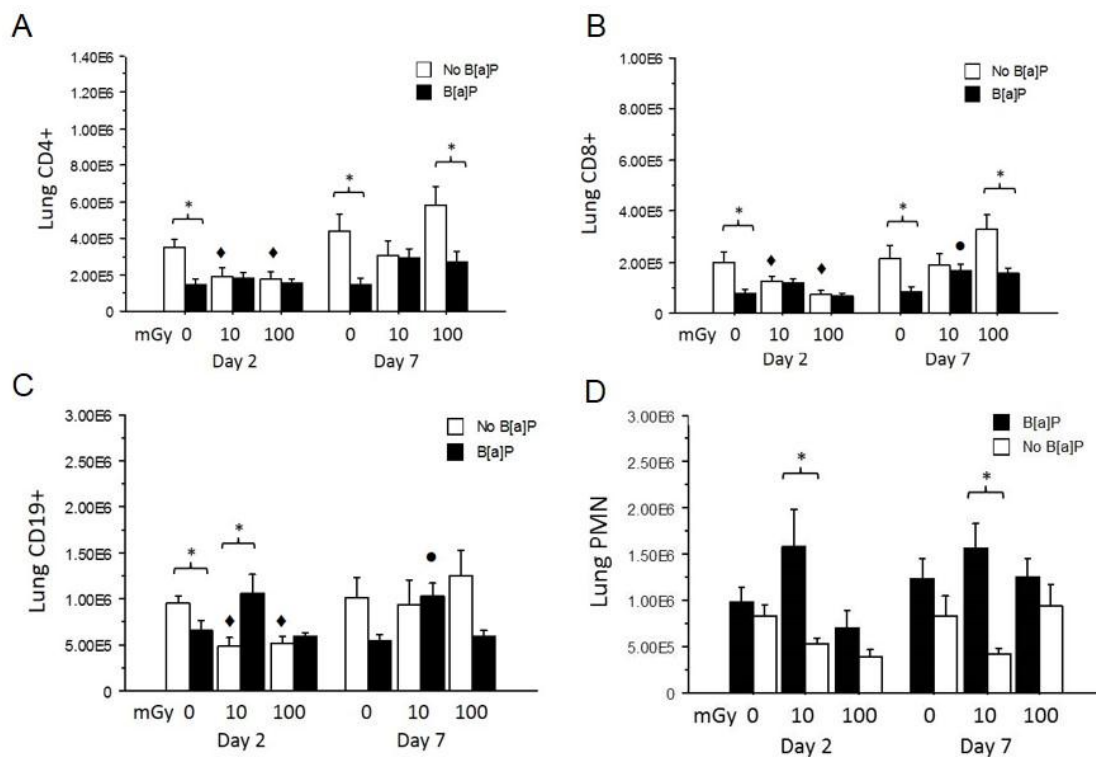 A
Lung CD4+
1.40E6
1.20E6
1.00E6
8.00E5
6.00E5
4.00E5
2.00E5
0
No B[a]P
B[a]P
* * *
♦ ♦
mGy 0 10 100 0 10 100
Day 2 Day 7
B
Lung CD8+
1.00E6
8.00E5
6.00E5
4.00E5
2.00E5
0
No B[a]P
B[a]P
* * *
♦ ♦ ●
mGy 0 10 100 0 10 100
Day 2 Day 7
C
Lung CD19+
3.00E6
2.50E6
2.00E6
1.50E6
1.00E6
5.00E5
0
No B[a]P
B[a]P
* *
♦ ♦ ●
mGy 0 10 100 0 10 100
Day 2 Day 7
D
Lung PMN
3.00E6
2.50E6
2.00E6
1.50E6
1.00E6
5.00E5
0
B[a]P
No B[a]P
* *
mGy 0 10 100 0 10 100
Day 2 Day 7